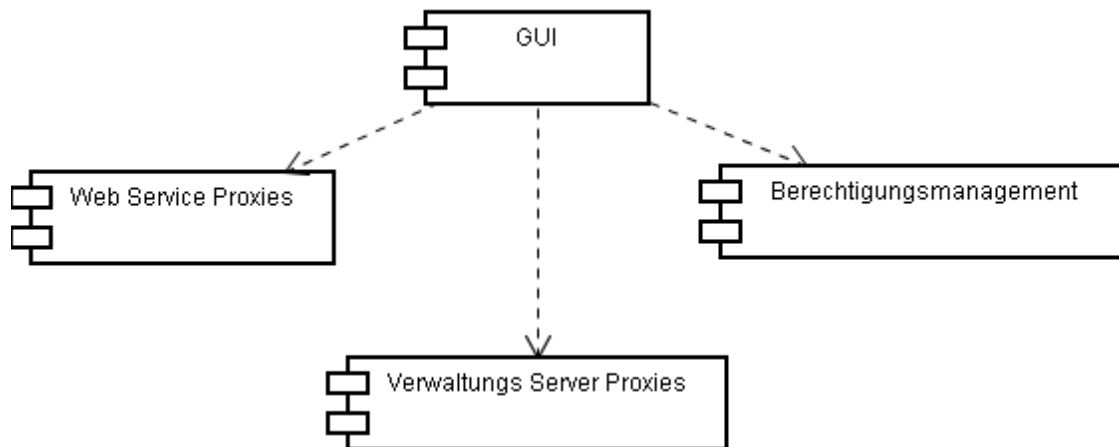 GUI
Web Service Proxies
Berechtigungsmanagement
Verwaltungs Server Proxies